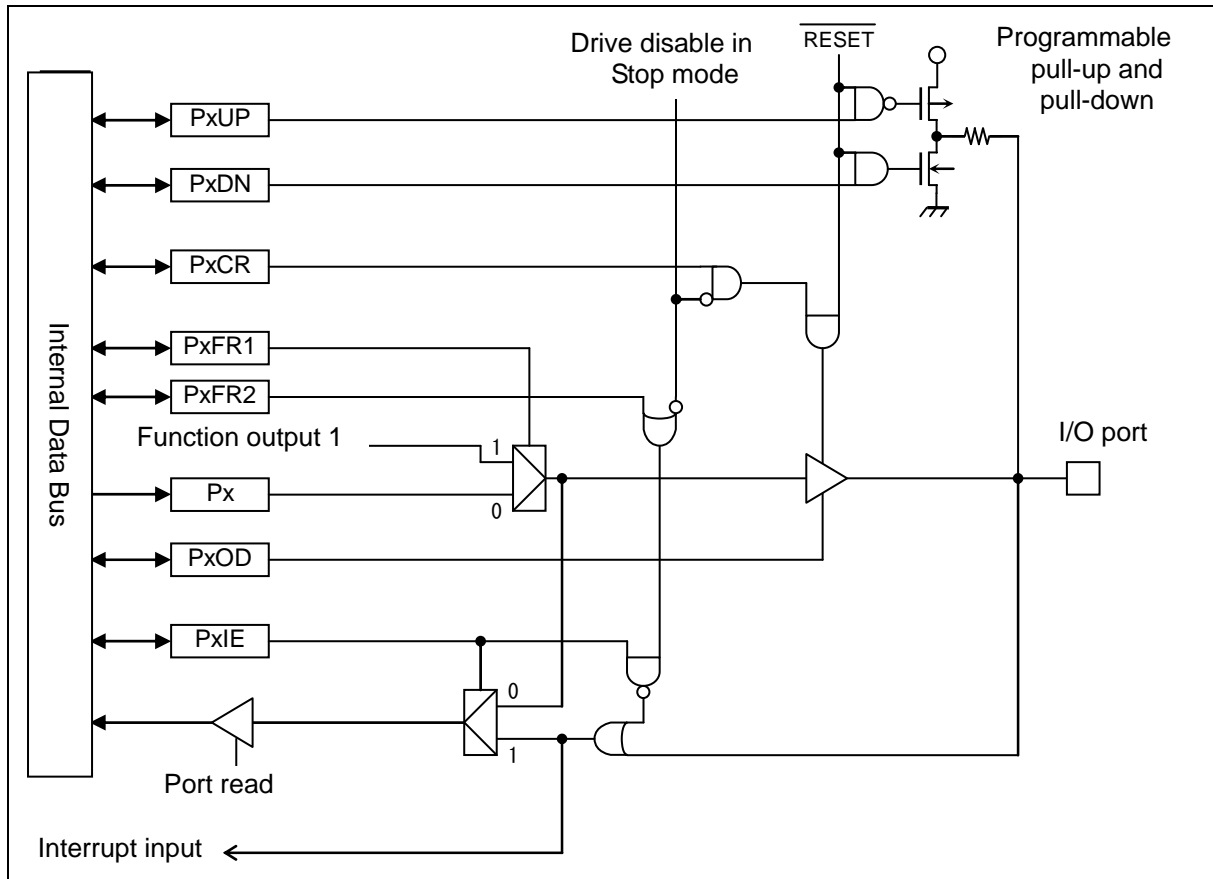 Drive disable in
Stop mode
RESET
Programmable
pull-up and
pull-down
PxUP
PxDN
PxCR
PxFR1
PxFR2
Function output 1
1
0
Px
PxOD
PxIE
0
1
Port read
Interrupt input
Internal Data Bus
I/O port